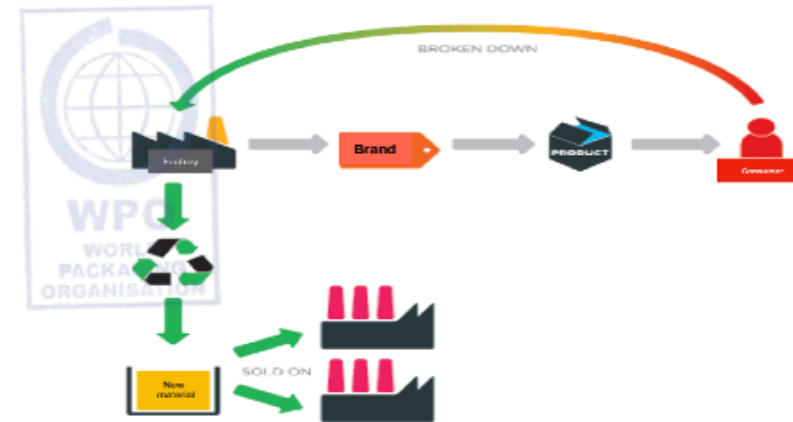 BROKEN DOWN
Factory
Brand
PRODUCT
Consumer
WPO
WORLD
PACKAGING
ORGANISATION
SOLD ON
New
material